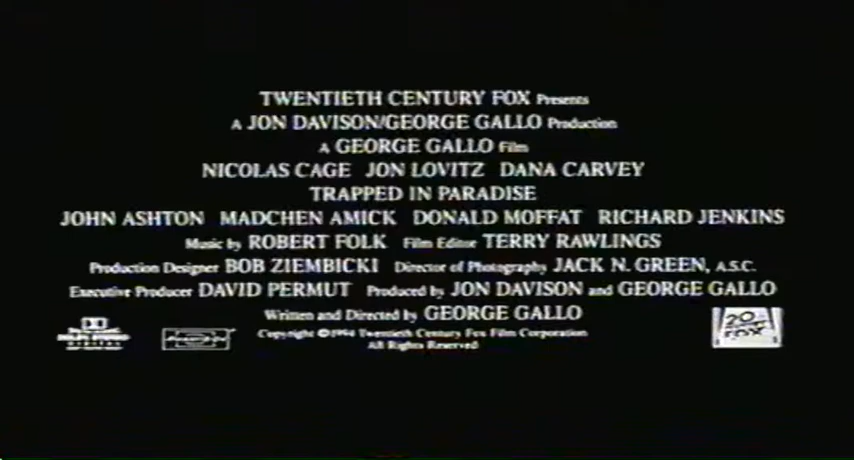 TWENTIETH CENTURY FOX Presents
A JON DAVISON/GEORGE GALLO Production
A GEORGE GALLO Film
NICOLAS CAGE JON LOVITZ DANA CARVEY
TRAPPED IN PARADISE
JOHN ASHTON MADCHEN AMICK DONALD MOFFAT RICHARD JENKINS
Music by ROBERT FOLK Film Editor TERRY RAWLINGS
Production Designer BOB ZIEMBICKI Director of Photography JACK N. GREEN, A.S.C.
Executive Producer DAVID PERMUT Produced by JON DAVISON and GEORGE GALLO
Written and Directed by GEORGE GALLO
Copyright ©1994 Twentieth Century Fox Film Corporation
All Rights Reserved
DIGITAL
20
FOX